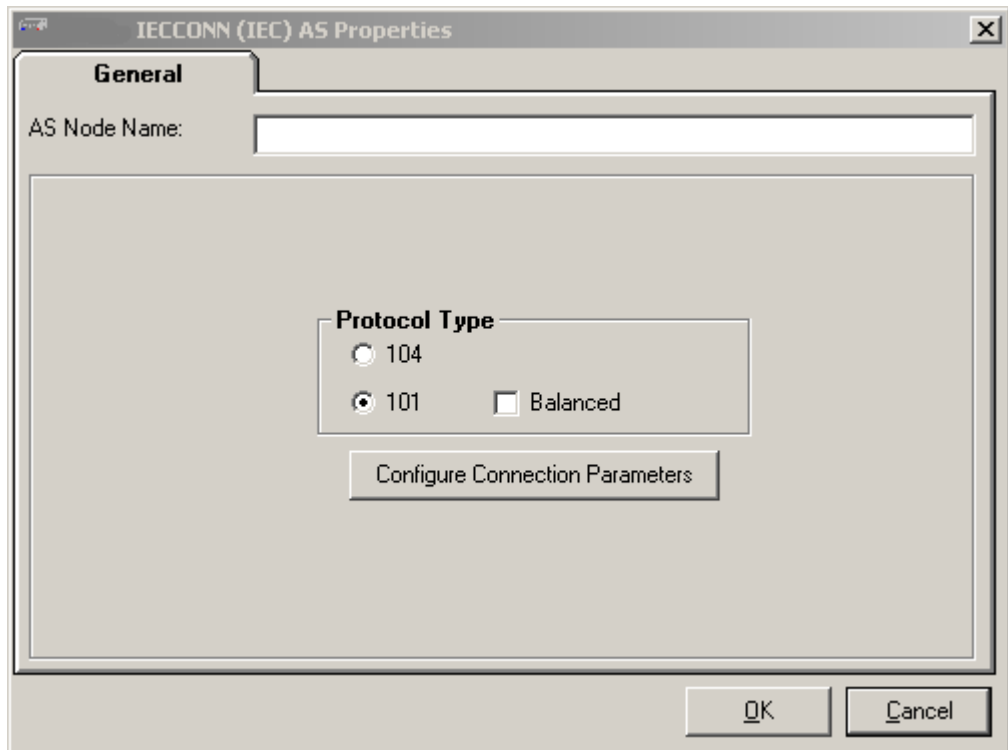 IECCONN (IEC) AS Properties
General
AS Node Name:
Protocol Type
104
101 Balanced
Configure Connection Parameters
OK Cancel